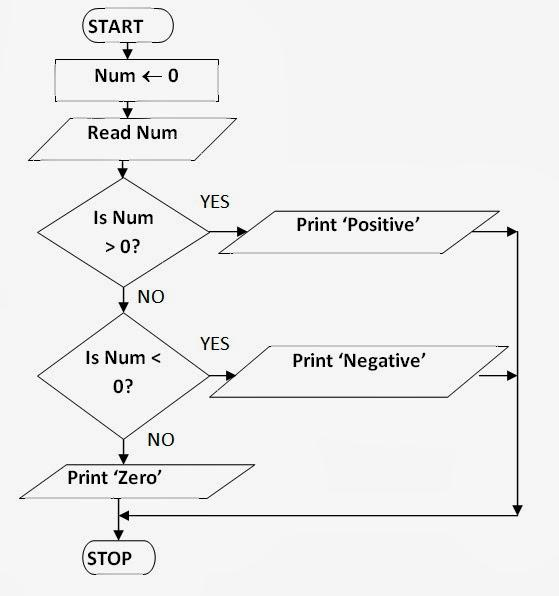 START
Num ← 0
Read Num
Is Num
> 0?
YES
Print ‘Positive’
NO
Is Num <
0?
YES
Print ‘Negative’
NO
Print ‘Zero’
STOP